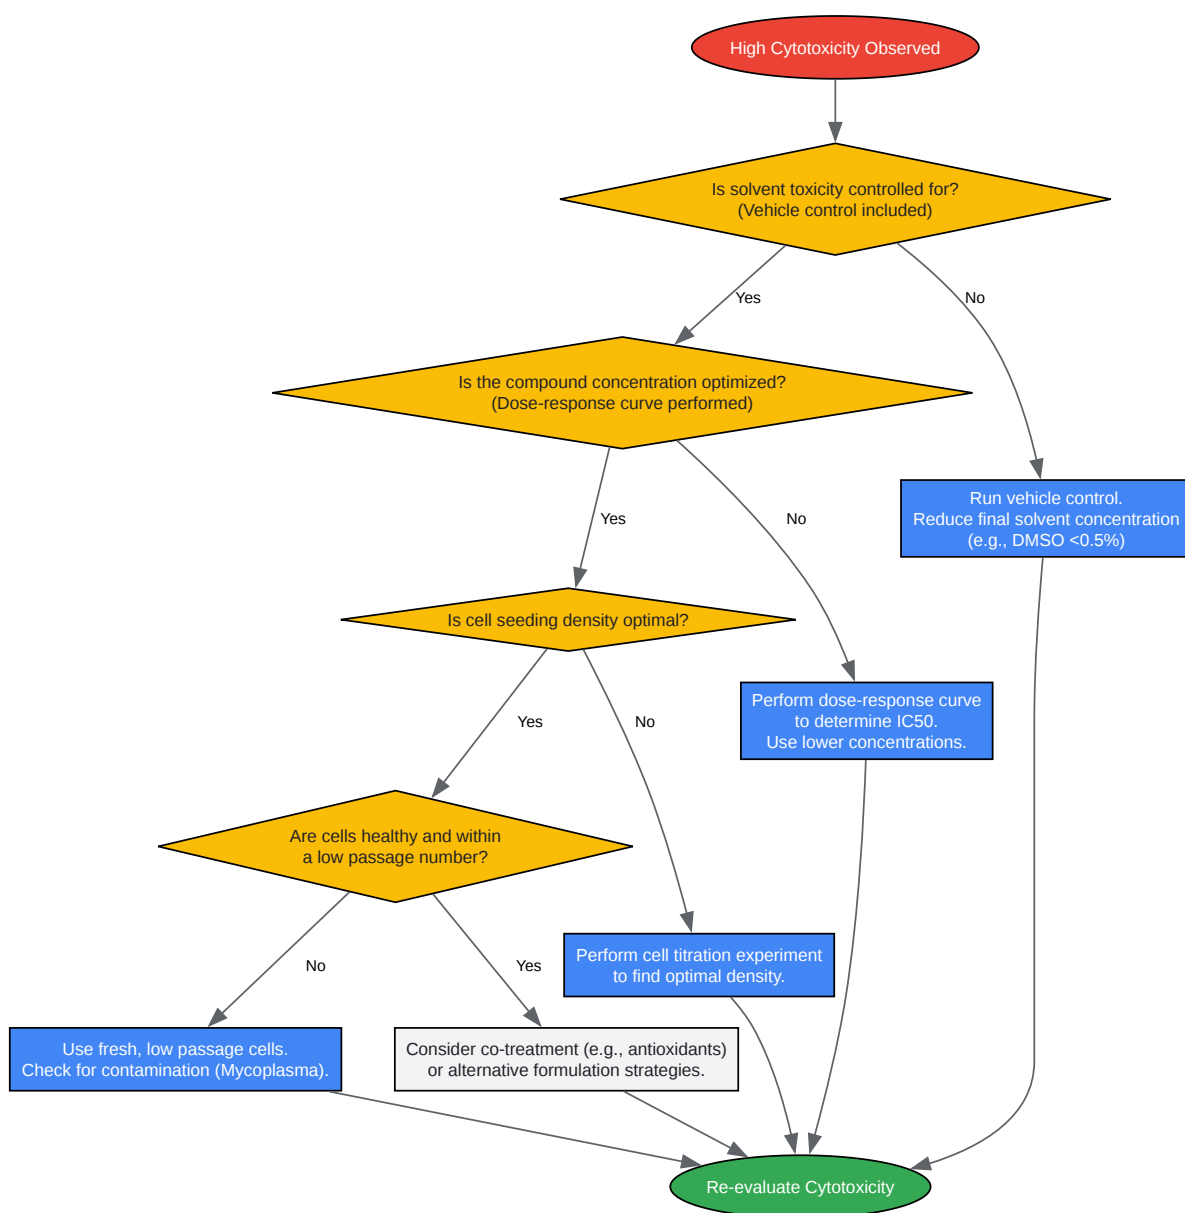 High Cytotoxicity Observed
Is solvent toxicity controlled for?
(Vehicle control included)
Yes
No
Is the compound concentration optimized?
(Dose-response curve performed)
Yes
No
Run vehicle control.
Reduce final solvent concentration
(e.g., DMSO <0.5%)
Is cell seeding density optimal?
Yes
No
Perform dose-response curve
to determine IC50.
Use lower concentrations.
Are cells healthy and within
a low passage number?
No
Yes
Perform cell titration experiment
to find optimal density.
Use fresh, low passage cells.
Check for contamination (Mycoplasma).
Consider co-treatment (e.g., antioxidants)
or alternative formulation strategies.
Re-evaluate Cytotoxicity